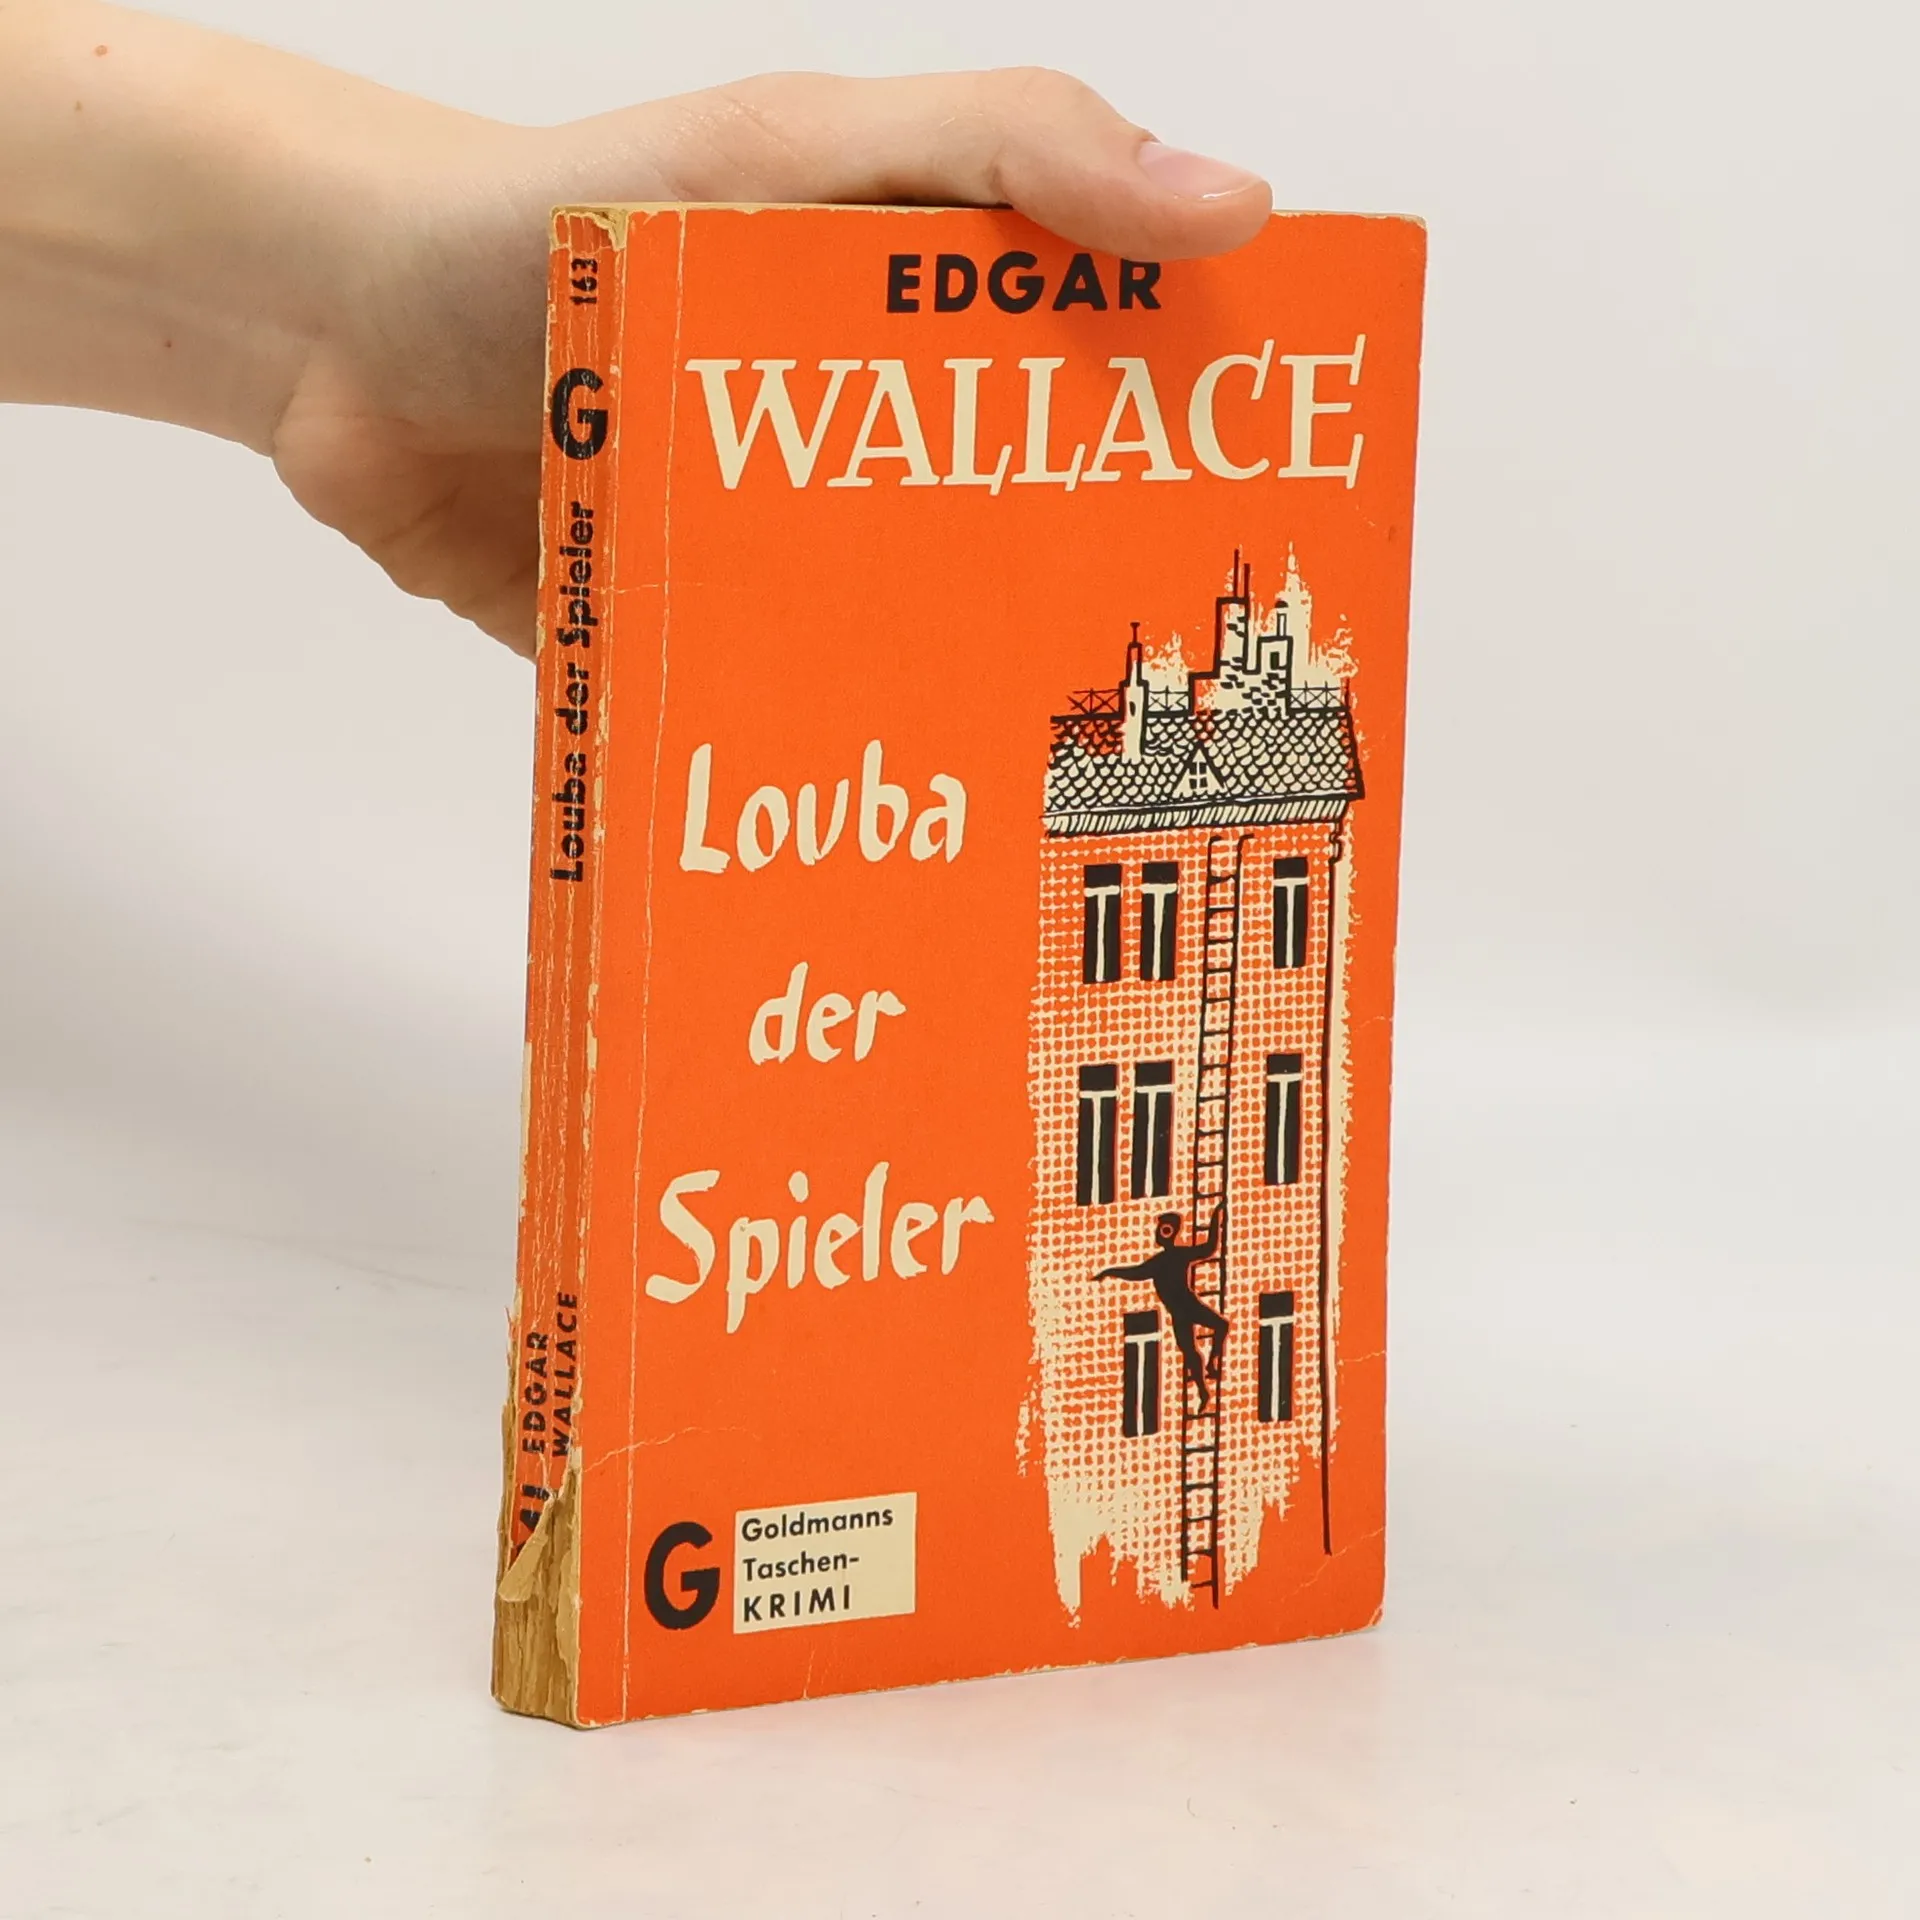 EDGAR
WALLACE
Louba
der
Spieler
G
Goldmanns
Taschen-
KRIMI
163
G
Louba der Spieler
EDGAR
WALLACE